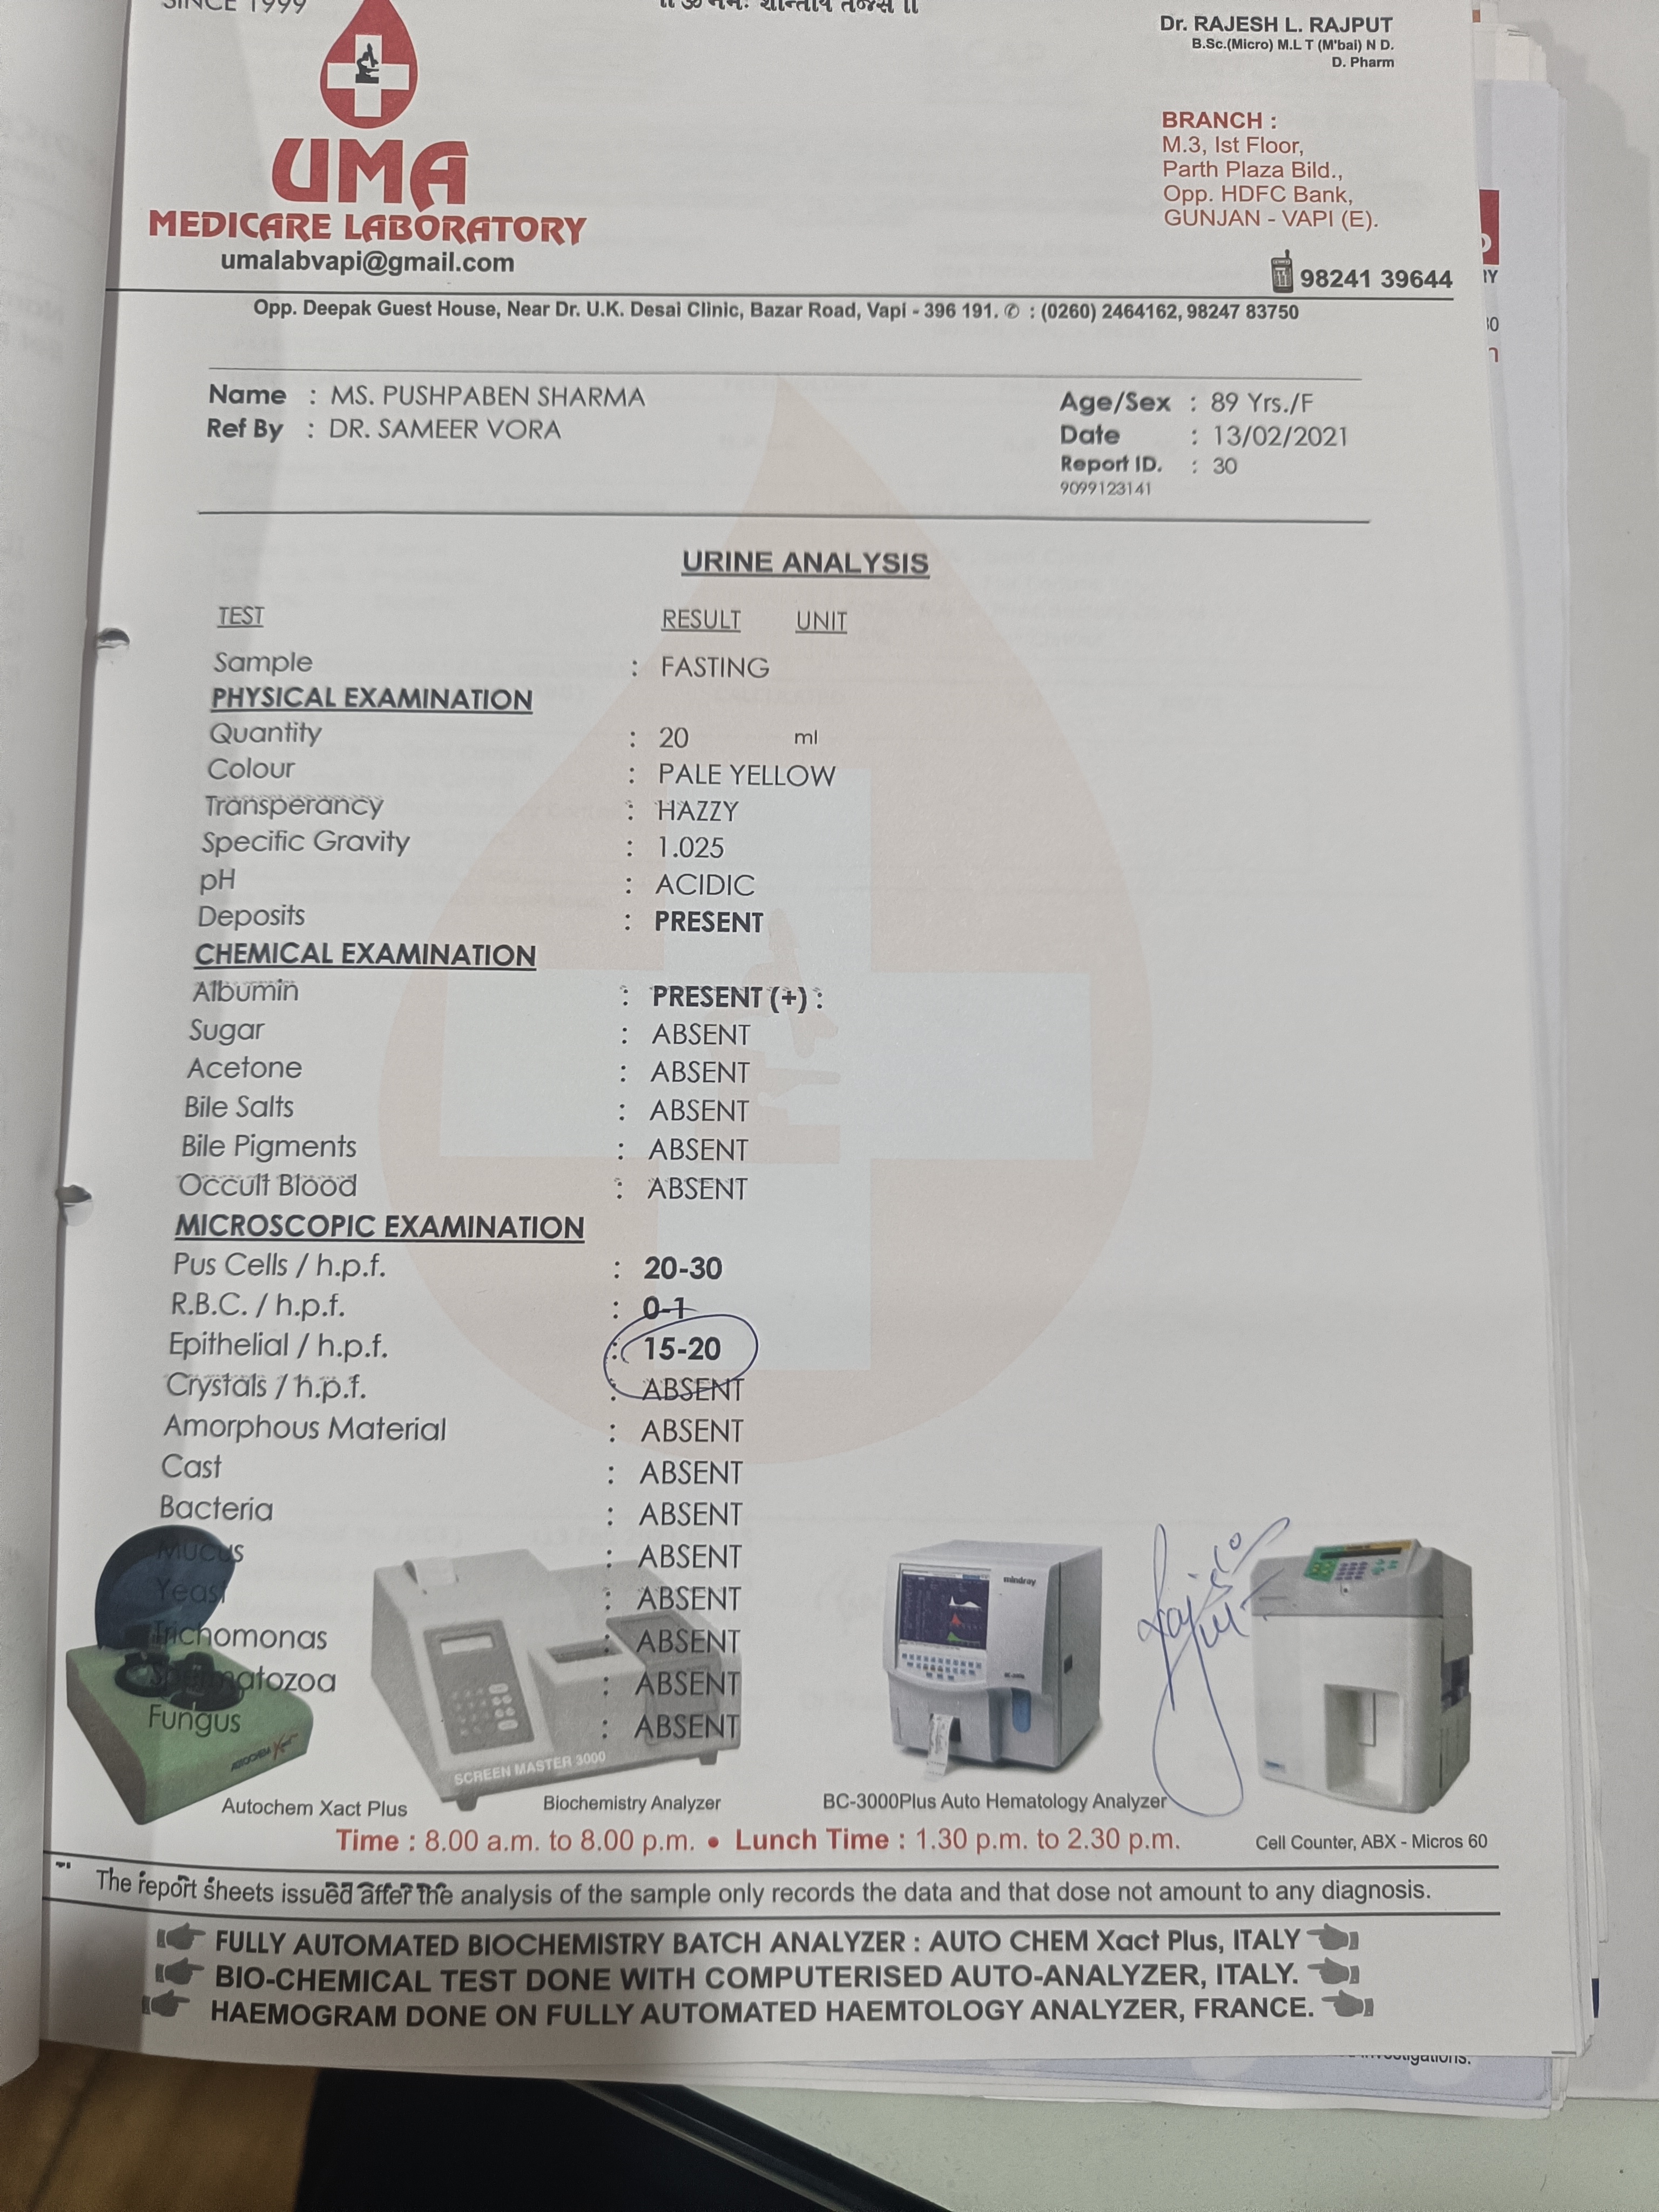 SINCE 1999
॥ ॐ नमः शान्ताय तेजसे ॥
UMA
MEDICARE LABORATORY
umalabvapi@gmail.com
Dr. RAJESH L. RAJPUT
B.Sc.(Micro) M.L T (M'bai) N D.
D. Pharm
BRANCH :
M.3, Ist Floor,
Parth Plaza Bild.,
Opp. HDFC Bank,
GUNJAN - VAPI (E).
98241 39644
Opp. Deepak Guest House, Near Dr. U.K. Desai Clinic, Bazar Road, Vapi - 396 191. ✆ : (0260) 2464162, 98247 83750
Name : MS. PUSHPABEN SHARMA Age/Sex : 89 Yrs./F
Ref By : DR. SAMEER VORA Date : 13/02/2021
Report ID. : 30
9099123141
URINE ANALYSIS
TEST RESULT UNIT
Sample : FASTING
PHYSICAL EXAMINATION
Quantity : 20 ml
Colour : PALE YELLOW
Transperancy : HAZZY
Specific Gravity : 1.025
pH : ACIDIC
Deposits : PRESENT
CHEMICAL EXAMINATION
Albumin : PRESENT (+) :
Sugar : ABSENT
Acetone : ABSENT
Bile Salts : ABSENT
Bile Pigments : ABSENT
Occult Blood : ABSENT
MICROSCOPIC EXAMINATION
Pus Cells / h.p.f. : 20-30
R.B.C. / h.p.f. : 0-1
Epithelial / h.p.f. : 15-20
Crystals / h.p.f. : ABSENT
Amorphous Material : ABSENT
Cast : ABSENT
Bacteria : ABSENT
Mucus : ABSENT
Yeast : ABSENT
Trichomonas : ABSENT
Spermatozoa : ABSENT
Fungus : ABSENT
mindray
SCREEN MASTER 3000
Autochem Xact Plus
Biochemistry Analyzer
BC-3000Plus Auto Hematology Analyzer
Cell Counter, ABX - Micros 60
Time : 8.00 a.m. to 8.00 p.m. • Lunch Time : 1.30 p.m. to 2.30 p.m.
The report sheets issued after the analysis of the sample only records the data and that dose not amount to any diagnosis.
FULLY AUTOMATED BIOCHEMISTRY BATCH ANALYZER : AUTO CHEM Xact Plus, ITALY
BIO-CHEMICAL TEST DONE WITH COMPUTERISED AUTO-ANALYZER, ITALY.
HAEMOGRAM DONE ON FULLY AUTOMATED HAEMTOLOGY ANALYZER, FRANCE.